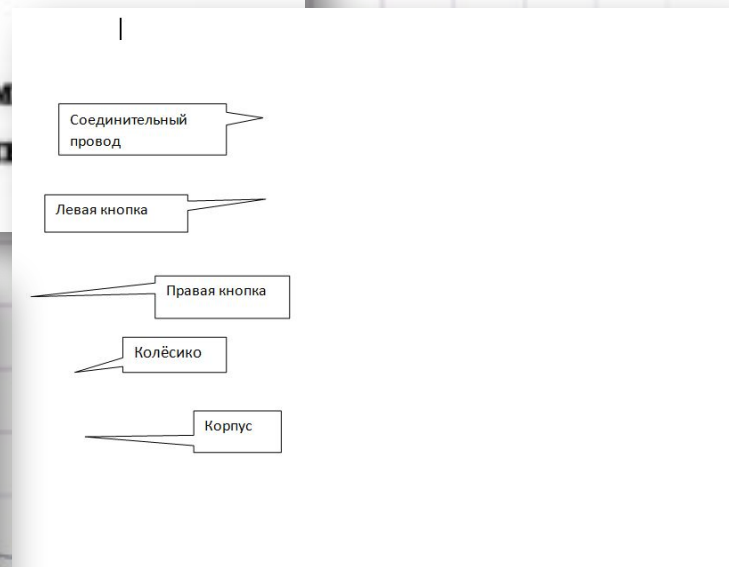 Соединительный
провод
Левая кнопка
Правая кнопка
Колёсико
Корпус